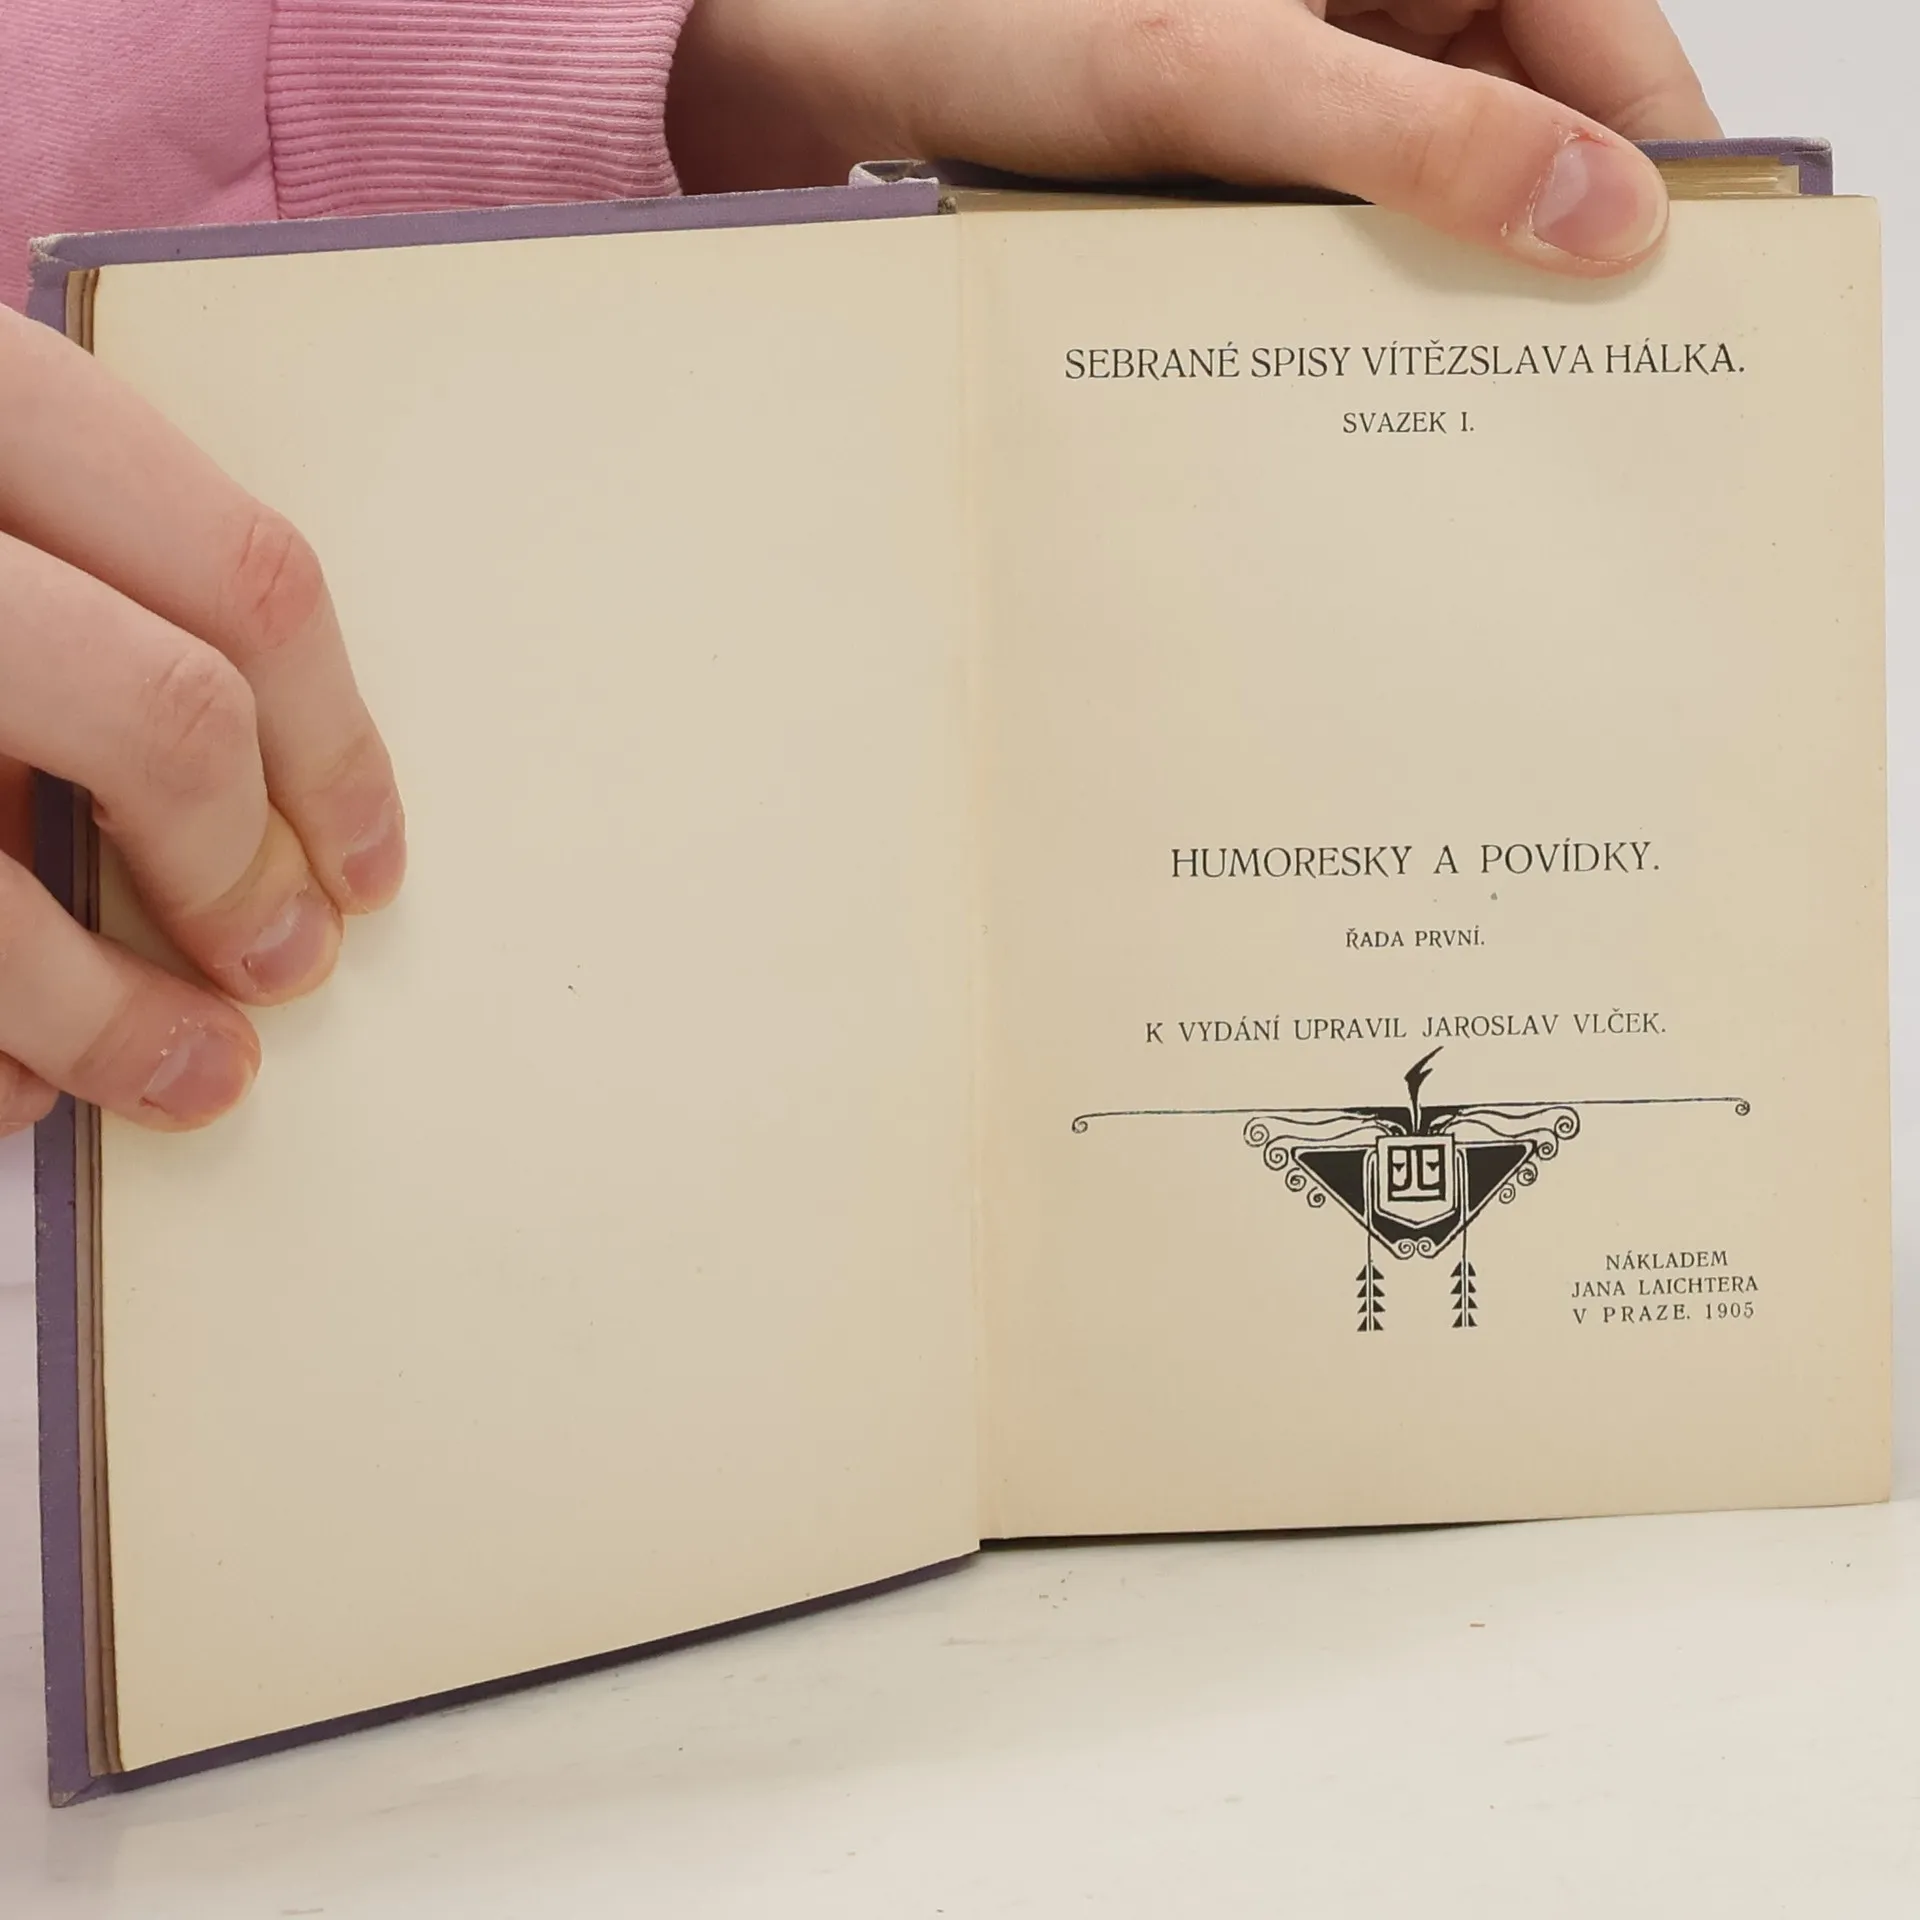 SEBRANÉ SPISY VÍTĚZSLAVA HÁLKA.
SVAZEK I.
HUMORESKY A POVÍDKY.
ŘADA PRVNÍ.
K VYDÁNÍ UPRAVIL JAROSLAV VLČEK.
NÁKLADEM
JANA LAICHTERA
V PRAZE. 1905